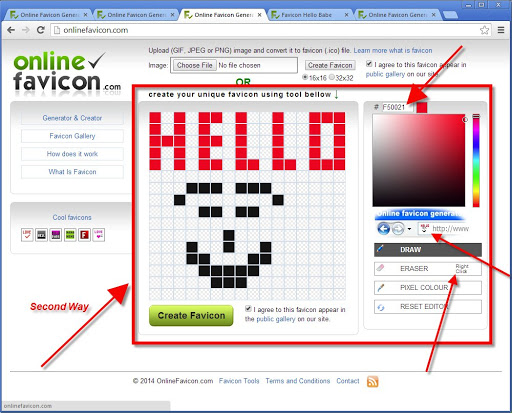 Online Favicon Gene
Online Favicon Genera
Online Favicon Genera
Favicon Hello Babe
Online Favicon Genera
onlinefavicon.com
Upload (GIF, JPEG or PNG) image and convert it to favicon (.ico) file. Learn more what is favicon
online
favicon.com
Image: Choose File No file chosen Create Favicon
16x16 32x32
I agree to this favicon appear in
public gallery on our site.
OR
create your unique favicon using tool bellow ↓
Generator & Creator
Favicon Gallery
How does it work
What Is Favicon
Cool favicons
LOVE
HELLO
# F50021
Online favicon genera
http://www
DRAW
ERASER
Right
Click
PIXEL COLOUR
RESET EDITOR
Second Way
Create Favicon
I agree to this favicon appear in
the public gallery on our site.
© 2014 OnlineFavicon.com Favicon Tools Terms and Conditions Contact
onlinefavicon.com